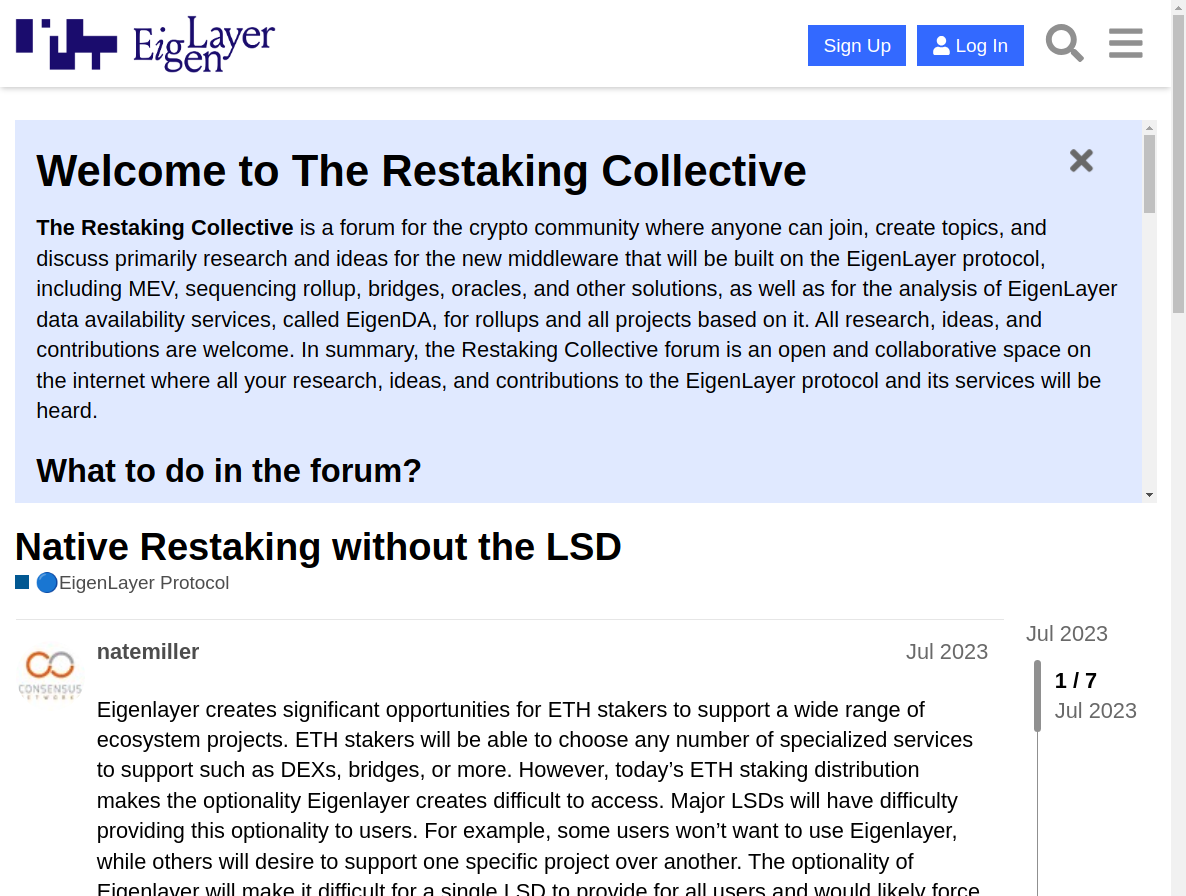 EigenLayer
Sign Up
Log In
Welcome to The Restaking Collective
The Restaking Collective is a forum for the crypto community where anyone can join, create topics, and
discuss primarily research and ideas for the new middleware that will be built on the EigenLayer protocol,
including MEV, sequencing rollup, bridges, oracles, and other solutions, as well as for the analysis of EigenLayer
data availability services, called EigenDA, for rollups and all projects based on it. All research, ideas, and
contributions are welcome. In summary, the Restaking Collective forum is an open and collaborative space on
the internet where all your research, ideas, and contributions to the EigenLayer protocol and its services will be
heard.
What to do in the forum?
Native Restaking without the LSD
EigenLayer Protocol
CONSENSUS
NETWORK
natemiller
Jul 2023
Jul 2023
1 / 7
Jul 2023
Eigenlayer creates significant opportunities for ETH stakers to support a wide range of
ecosystem projects. ETH stakers will be able to choose any number of specialized services
to support such as DEXs, bridges, or more. However, today’s ETH staking distribution
makes the optionality Eigenlayer creates difficult to access. Major LSDs will have difficulty
providing this optionality to users. For example, some users won’t want to use Eigenlayer,
while others will desire to support one specific project over another. The optionality of
Eigenlayer will make it difficult for a single LSD to provide for all users and would likely force